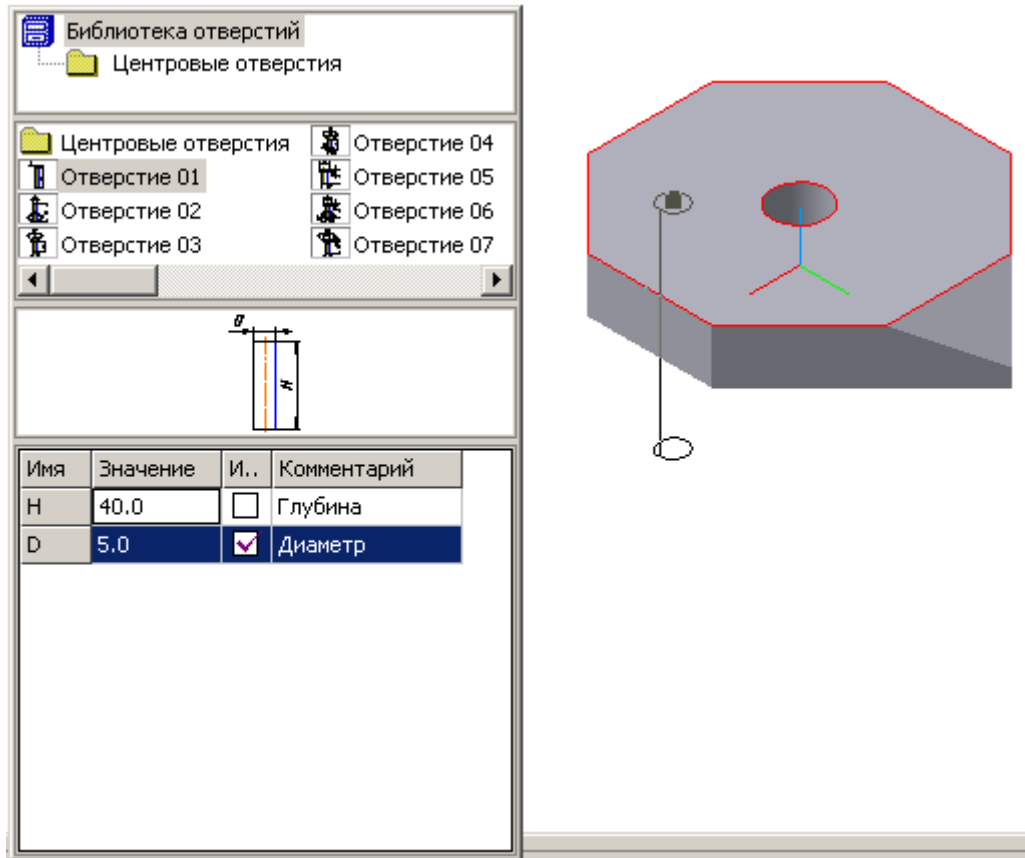 Библиотека отверстий
Центровые отверстия
Центровые отверстия Отверстие 04
Отверстие 01 Отверстие 05
Отверстие 02 Отверстие 06
Отверстие 03 Отверстие 07
D
H
Имя Значение И.. Комментарий
H 40.0 Глубина
D 5.0 Диаметр